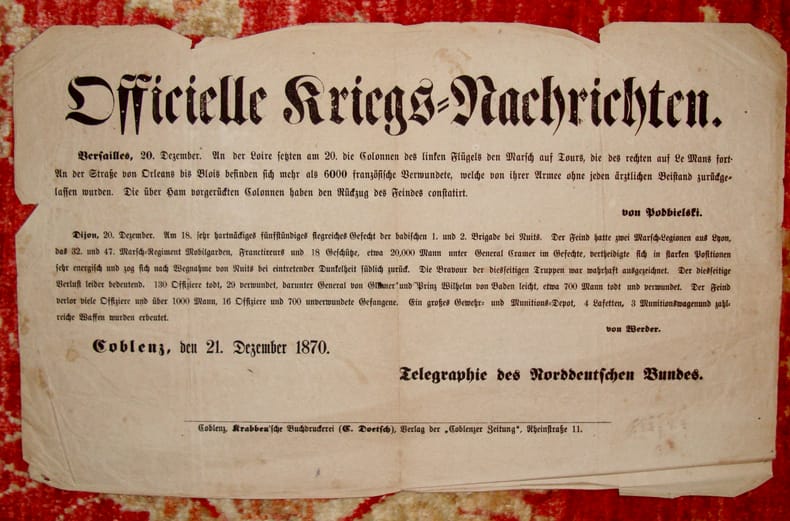 Officielle Kriegs-Nachrichten.
Versailles, 20. Dezember. An der Loire setzten am 20. die Colonnen des linken Flügels den Marsch auf Tours, die des rechten auf Le Mans fort.
An der Straße von Orleans bis Blois befinden sich mehr als 6000 französische Verwundete, welche von ihrer Armee ohne jeden ärztlichen Beistand zurückge-
lassen wurden. Die über Ham vorgerückten Colonnen haben den Rückzug des Feindes constatirt.
von Podbielski.
Dijon, 20. Dezember. Am 18. sehr hartnäckiges fünfstündiges siegreiches Gefecht der badischen 1. und 2. Brigade bei Nuits. Der Feind hatte zwei Marsch-Legionen aus Lyon,
das 32. und 47. Marsch-Regiment Mobilgarden, Franctireurs und 18 Geschütze, etwa 20,000 Mann unter General Cramer im Gefechte, vertheidigte sich in starken Positionen
sehr energisch und zog sich nach Wegnahme von Nuits bei eintretender Dunkelheit südlich zurück. Die Bravour der diesseitigen Truppen war wahrhaft ausgezeichnet. Der diesseitige
Verlust leider bedeutend. 130 Offiziere todt, 29 verwundet, darunter General von und Prinz Wilhelm von Baden leicht, etwa 700 Mann todt und verwundet. Der Feind
verlor viele Offiziere und über 1000 Mann, 16 Offiziere und 700 unverwundete Gefangene. Ein großes Gewehr- und Munitions-Depot, 4 Lafetten, 3 Munitionswagenund zahl-
reiche Waffen wurden erbeutet.
von Werder.
Coblenz, den 21. Dezember 1870.
Telegraphie des Norddeutschen Bundes.
Coblenz, Krabben'sche Buchdruckerei (C. Doetsch), Verlag der „Coblenzer Zeitung", Rheinstraße 11.